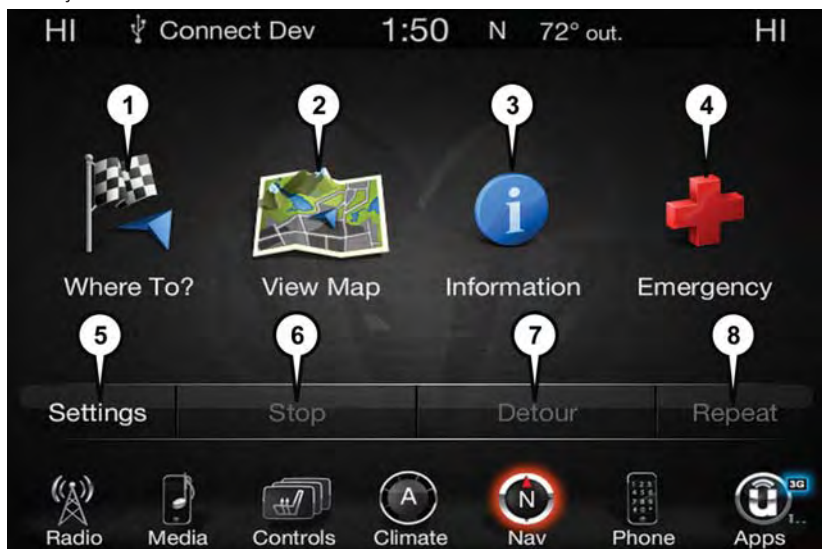 HI Connect Dev 1:50 N 72° out. HI
1 2 3 4
Where To? View Map Information Emergency
5 6 7 8
Settings Stop Detour Repeat
A N 3G
Radio Media Controls Climate Nav Phone Apps